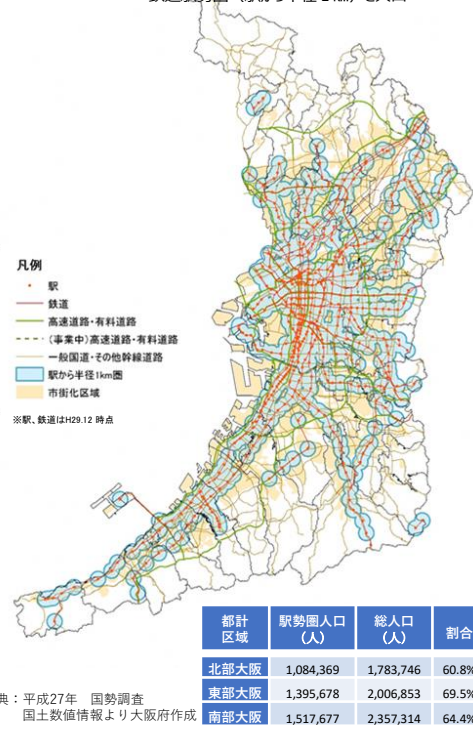 凡例
駅
鉄道
高速道路・有料道路
(事業中)高速道路・有料道路
一般国道・その他幹線道路
駅から半径1km圏
市街化区域
※駅、鉄道はH29.12 時点
都計区域 駅勢圏人口(人) 総人口(人) 割合
北部大阪 1,084,369 1,783,746 60.8%
東部大阪 1,395,678 2,006,853 69.5%
南部大阪 1,517,677 2,357,314 64.4%
典：平成27年 国勢調査
国土数値情報より大阪府作成